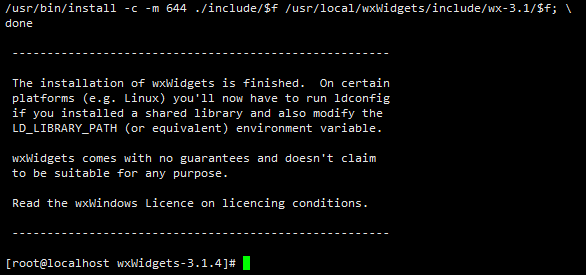 /usr/bin/install -c -m 644 ./include/$f /usr/local/wxWidgets/include/wx-3.1/$f; \
done
------------------------------------------------------
The installation of wxWidgets is finished.  On certain
platforms (e.g. Linux) you'll now have to run ldconfig
if you installed a shared library and also modify the
LD_LIBRARY_PATH (or equivalent) environment variable.
wxWidgets comes with no guarantees and doesn't claim
to be suitable for any purpose.
Read the wxWindows Licence on licencing conditions.
------------------------------------------------------
[root@localhost wxWidgets-3.1.4]#